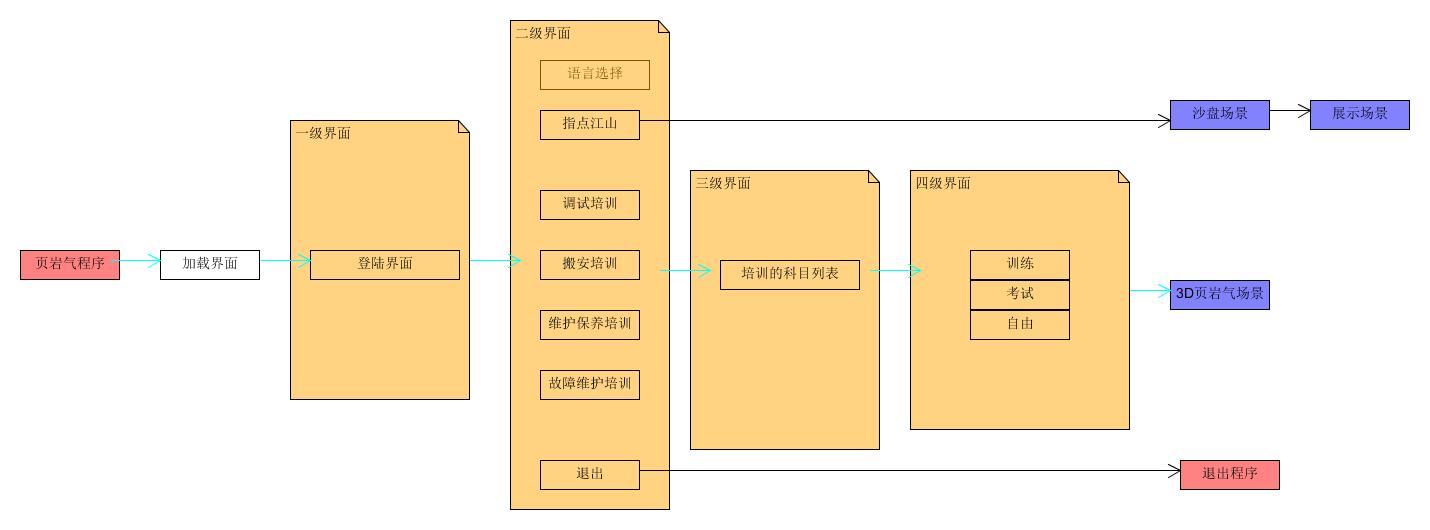 二级界面
语言选择
指点江山
沙盘场景
展示场景
一级界面
三级界面
四级界面
调试培训
页岩气程序
加载界面
登陆界面
搬安培训
培训的科目列表
训练
考试
自由
3D页岩气场景
维护保养培训
故障维护培训
退出
退出程序